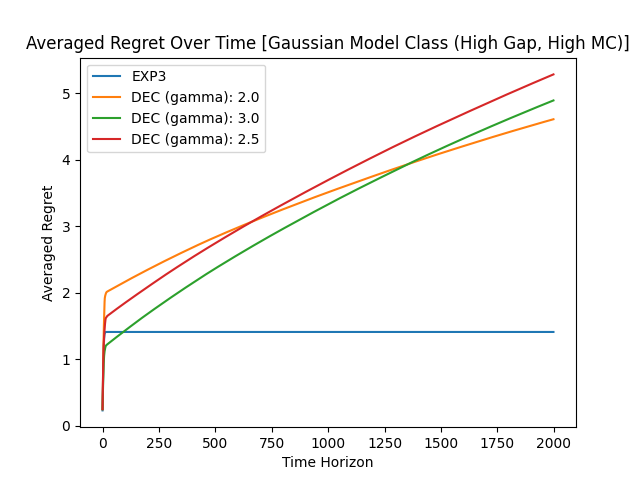 Averaged Regret Over Time [Gaussian Model Class (High Gap, High MC)]
EXP3
DEC (gamma): 2.0
DEC (gamma): 3.0
DEC (gamma): 2.5
Averaged Regret
5
4
3
2
1
0
0 250 500 750 1000 1250 1500 1750 2000
Time Horizon